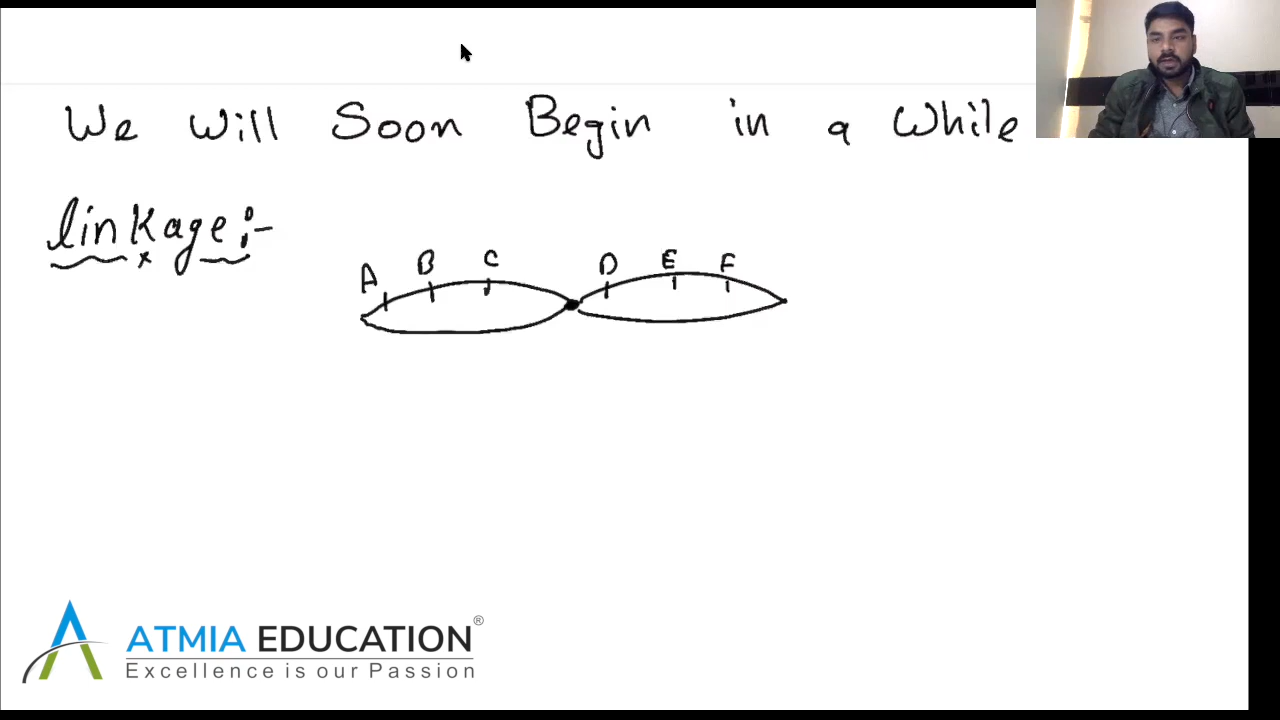 We Will Soon Begin in a While
linkage:-
A B C D E F
ATMIA EDUCATION®
Excellence is our Passion